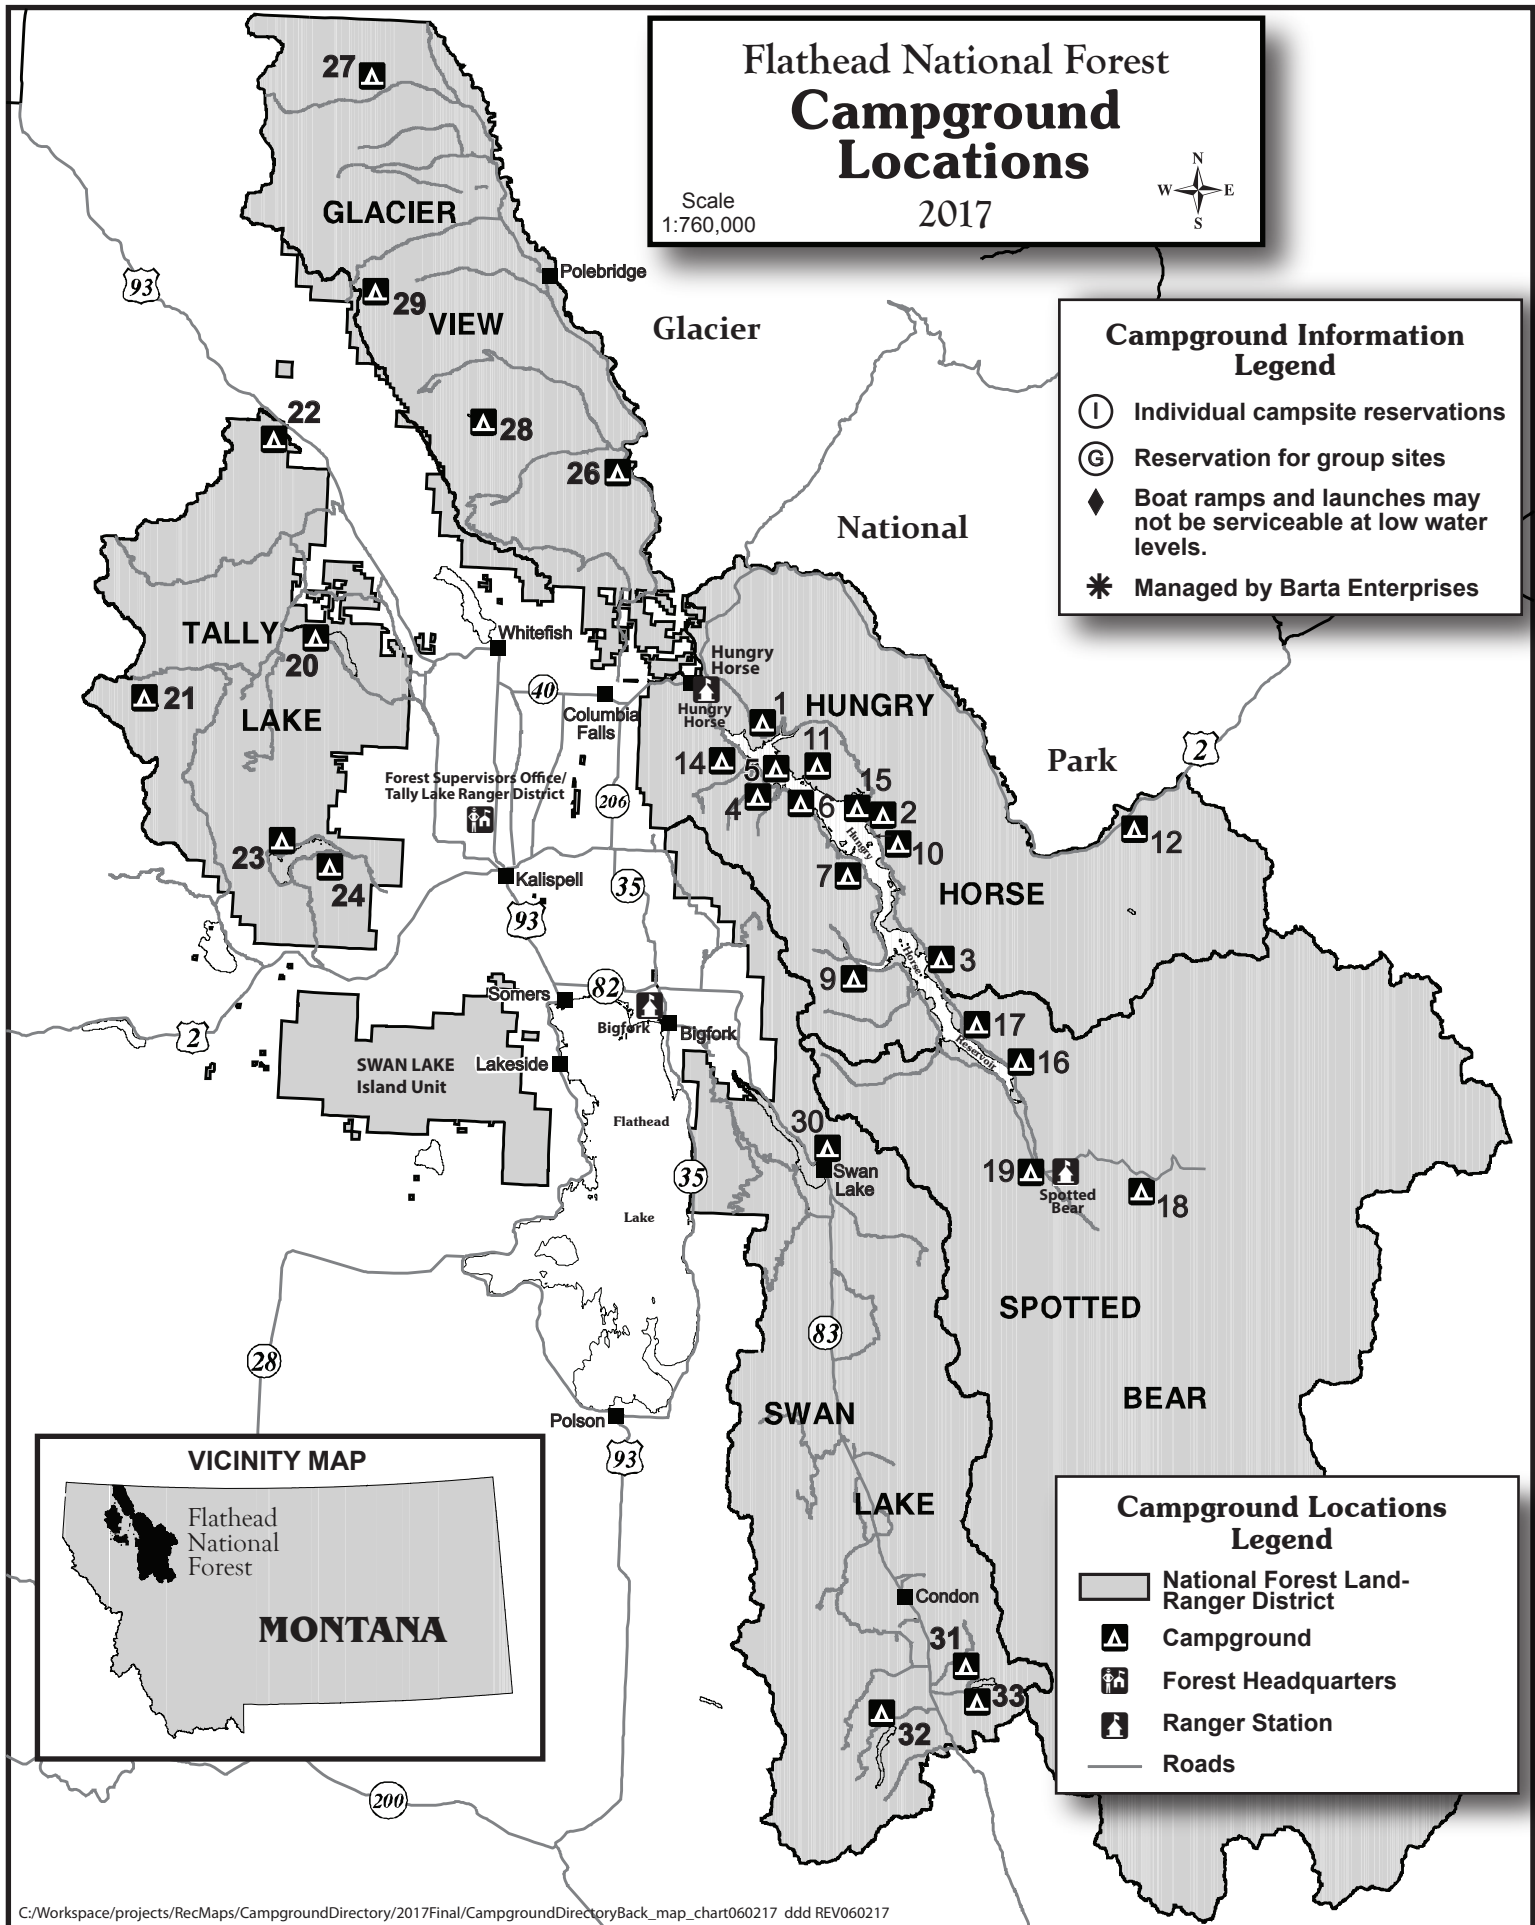 Flathead National Forest
Campground
Locations
2017
Scale
1:760,000
N
W
E
S
Campground Information
Legend
I Individual campsite reservations
G Reservation for group sites
Boat ramps and launches may
not be serviceable at low water
levels.
Managed by Barta Enterprises
27
GLACIER
Polebridge
93
29
VIEW
Glacier
22
28
26
National
TALLY
Whitefish
20
Hungry
Horse
21
40
LAKE
Columbia
Falls
Hungry
Horse
1
HUNGRY
11
14
5
15
Park
2
Forest Supervisors Office/
Tally Lake Ranger District
206
4
6
2
12
Hungry
10
23
24
Kalispell
35
7
HORSE
93
Horse
3
9
Somers
82
Bigfork
Bigfork
17
2
Reservoir
16
SWAN LAKE
Island Unit
Lakeside
Flathead
30
Swan
Lake
35
19
Spotted
Bear
18
Lake
SPOTTED
83
28
BEAR
SWAN
Polson
93
LAKE
VICINITY MAP
Flathead
National
Forest
MONTANA
Condon
31
33
32
200
Campground Locations
Legend
National Forest Land-
Ranger District
Campground
Forest Headquarters
Ranger Station
Roads
C:/Workspace/projects/RecMaps/CampgroundDirectory/2017Final/CampgroundDirectoryBack_map_chart060217 ddd REV060217